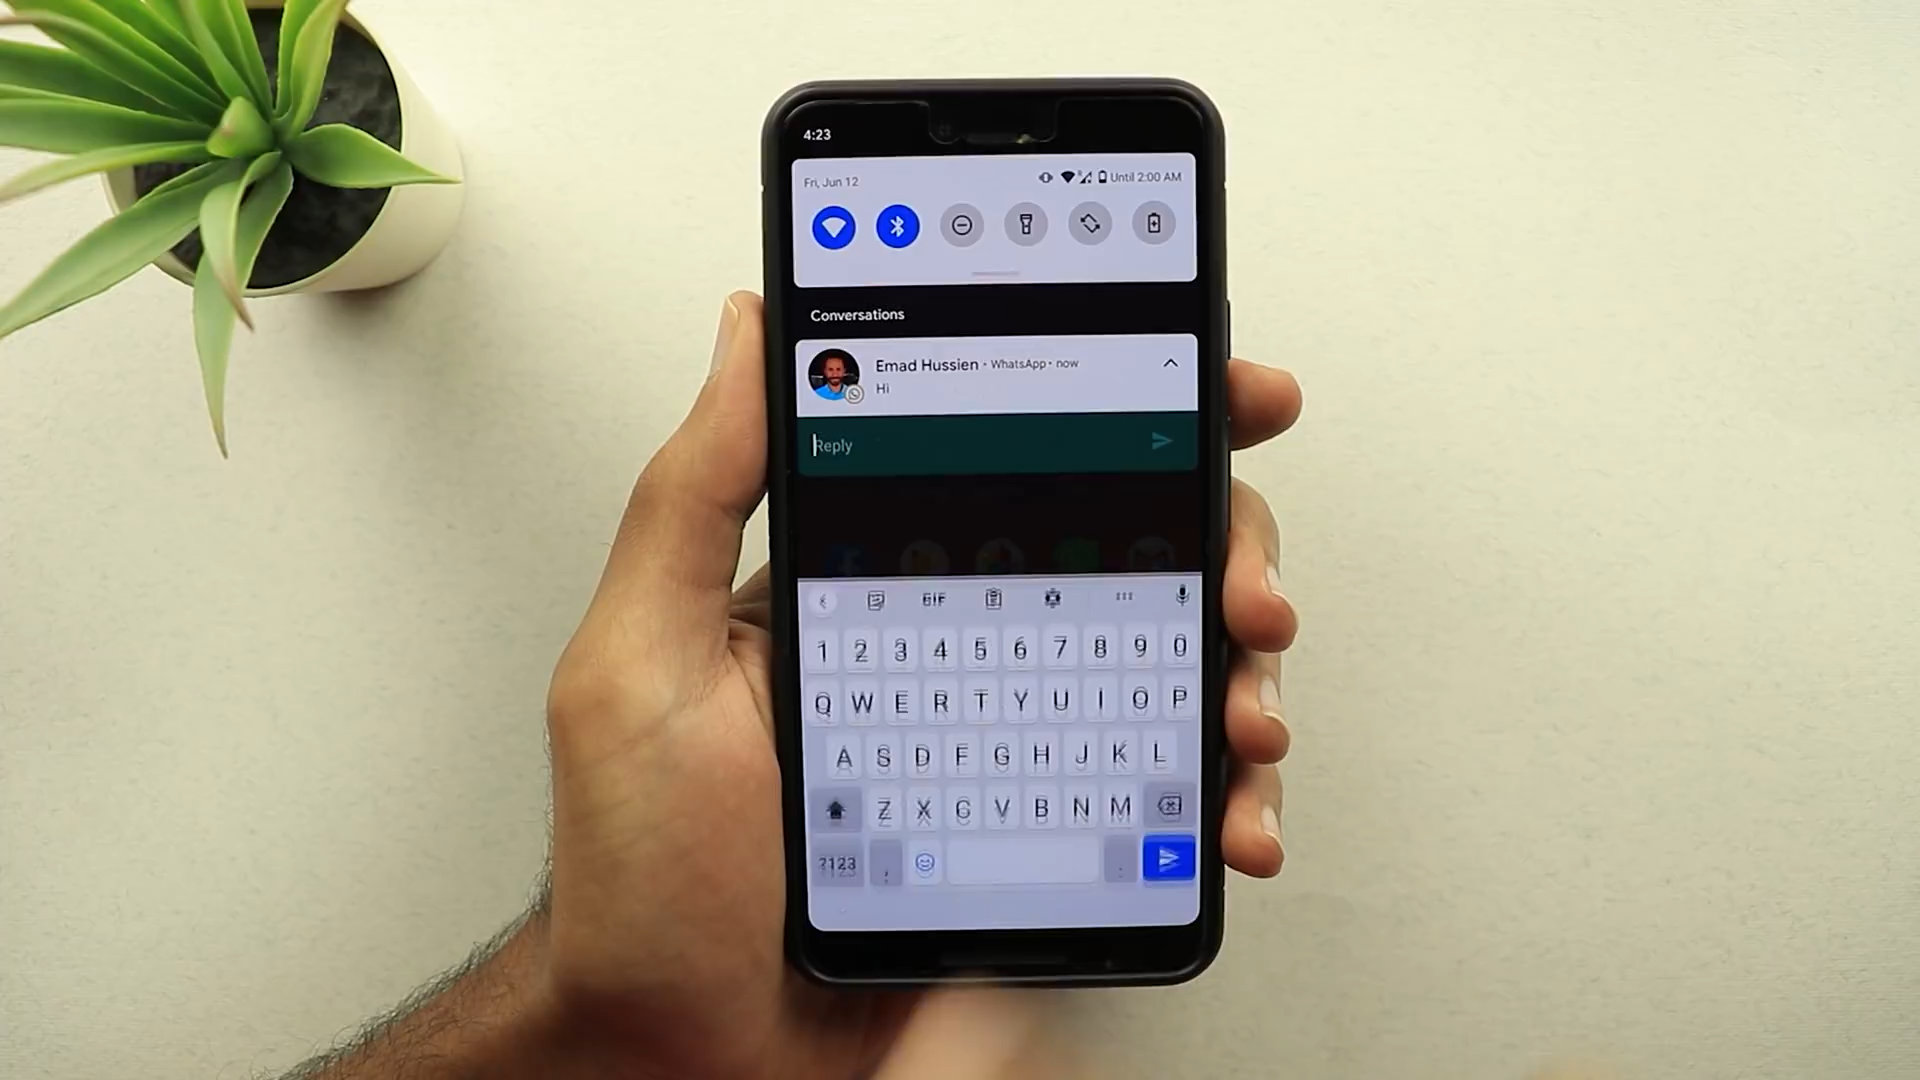 4:23
Fri, Jun 12
Until 2:00 AM
Conversations
Emad Hussien • WhatsApp • now
Hi
Reply
GIF
1 2 3 4 5 6 7 8 9 0
Q W E R T Y U I O P
A S D F G H J K L
Z X C V B N M
?123 , .